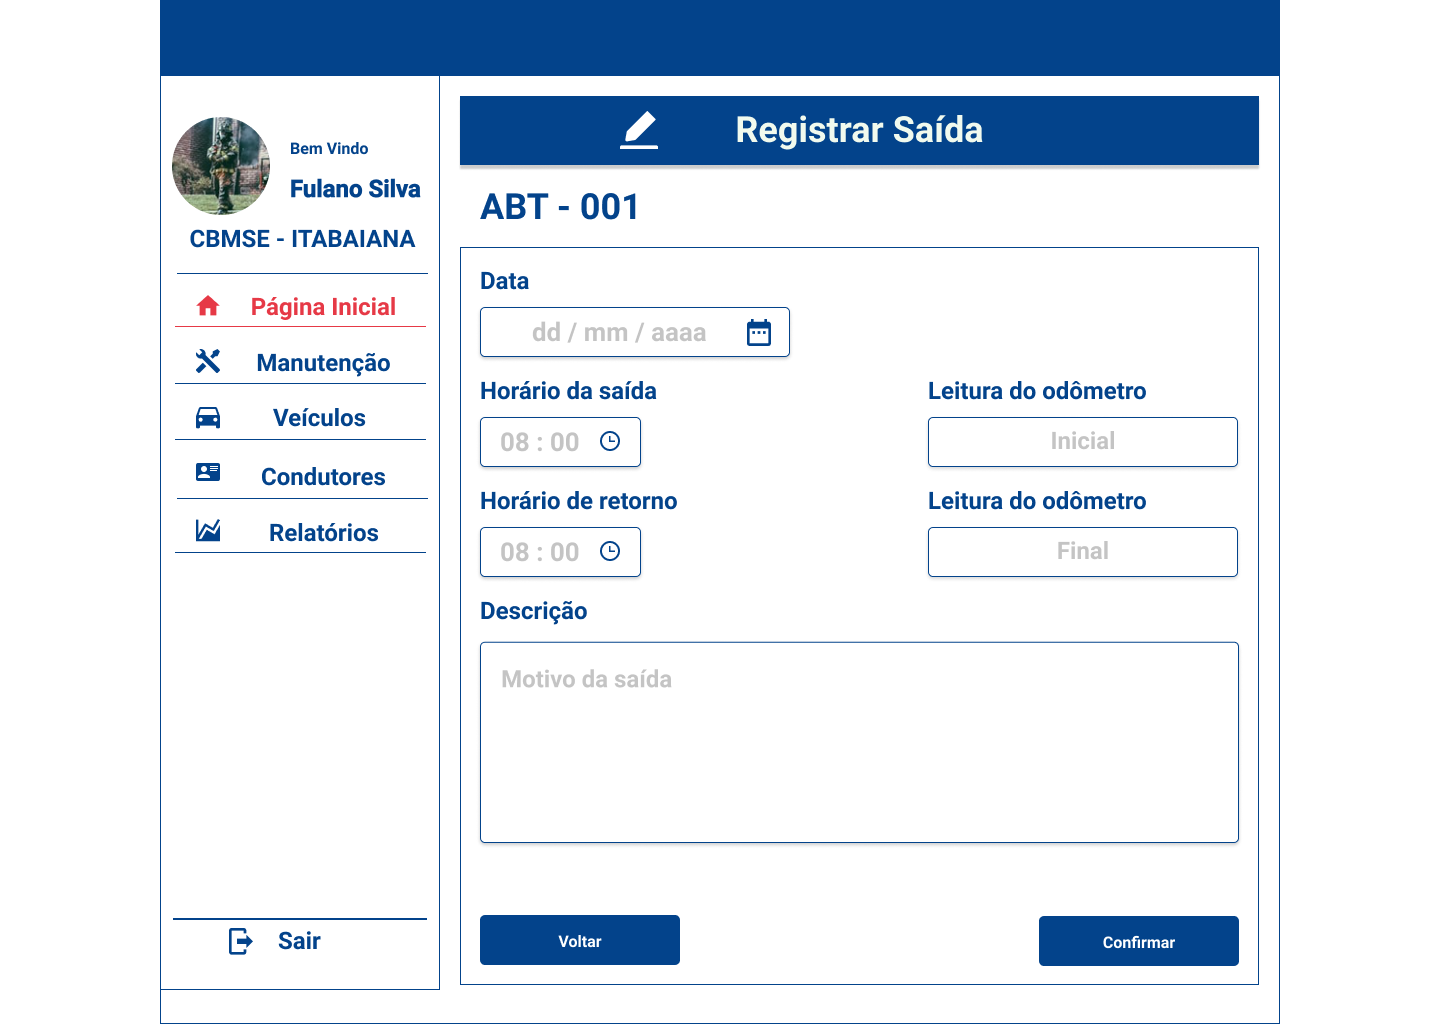 Bem Vindo
Fulano Silva
CBMSE - ITABAIANA
Página Inicial
Manutenção
Veículos
Condutores
Relatórios
Sair
Registrar Saída
ABT - 001
Data
dd / mm / aaaa
Horário da saída
Leitura do odômetro
08 : 00
Inicial
Horário de retorno
Leitura do odômetro
08 : 00
Final
Descrição
Motivo da saída
Voltar
Confirmar